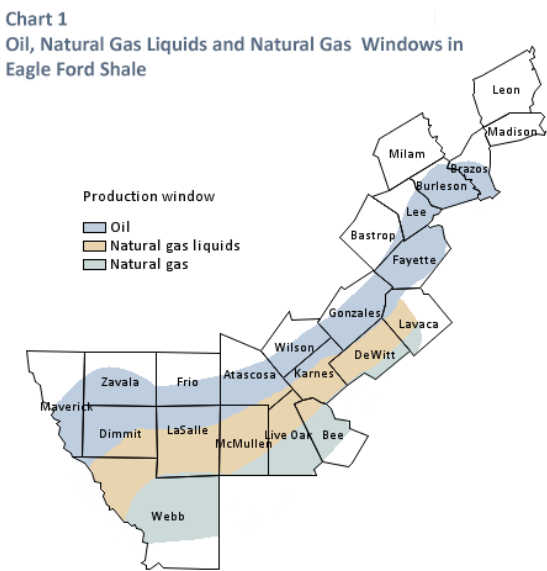 Chart 1
Oil, Natural Gas Liquids and Natural Gas Windows in
Eagle Ford Shale
Leon
Madison
Milam
Brazos
Burleson
Production window
Oil
Natural gas liquids
Natural gas
Lee
Bastrop
Fayette
Gonzales
Lavaca
Wilson
DeWitt
Karnes
Atascosa
Zavala
Frio
Maverick
Dimmit
LaSalle
McMullen
Live Oak
Bee
Webb